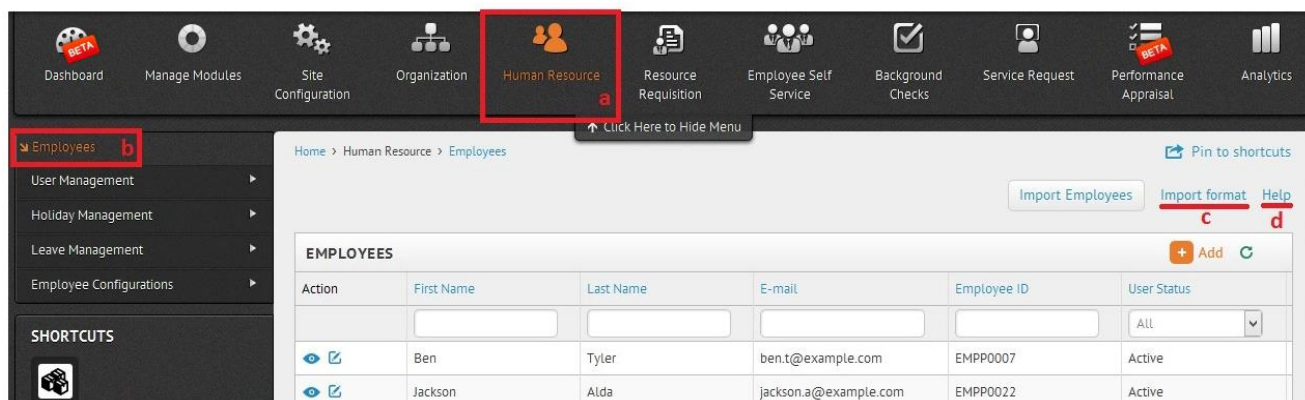 BETA
BETA
Dashboard Manage Modules Site Configuration Organization Human Resource Resource Requisition Employee Self Service Background Checks Service Request Performance Appraisal Analytics
a
↑ Click Here to Hide Menu
Employees b
User Management
Holiday Management
Leave Management
Employee Configurations
SHORTCUTS
Home > Human Resource > Employees
Pin to shortcuts
Import Employees Import format Help
c d
EMPLOYEES + Add
Action First Name Last Name E-mail Employee ID User Status
All
Ben Tyler ben.t@example.com EMPP0007 Active
Jackson Alda jackson.a@example.com EMPP0022 Active